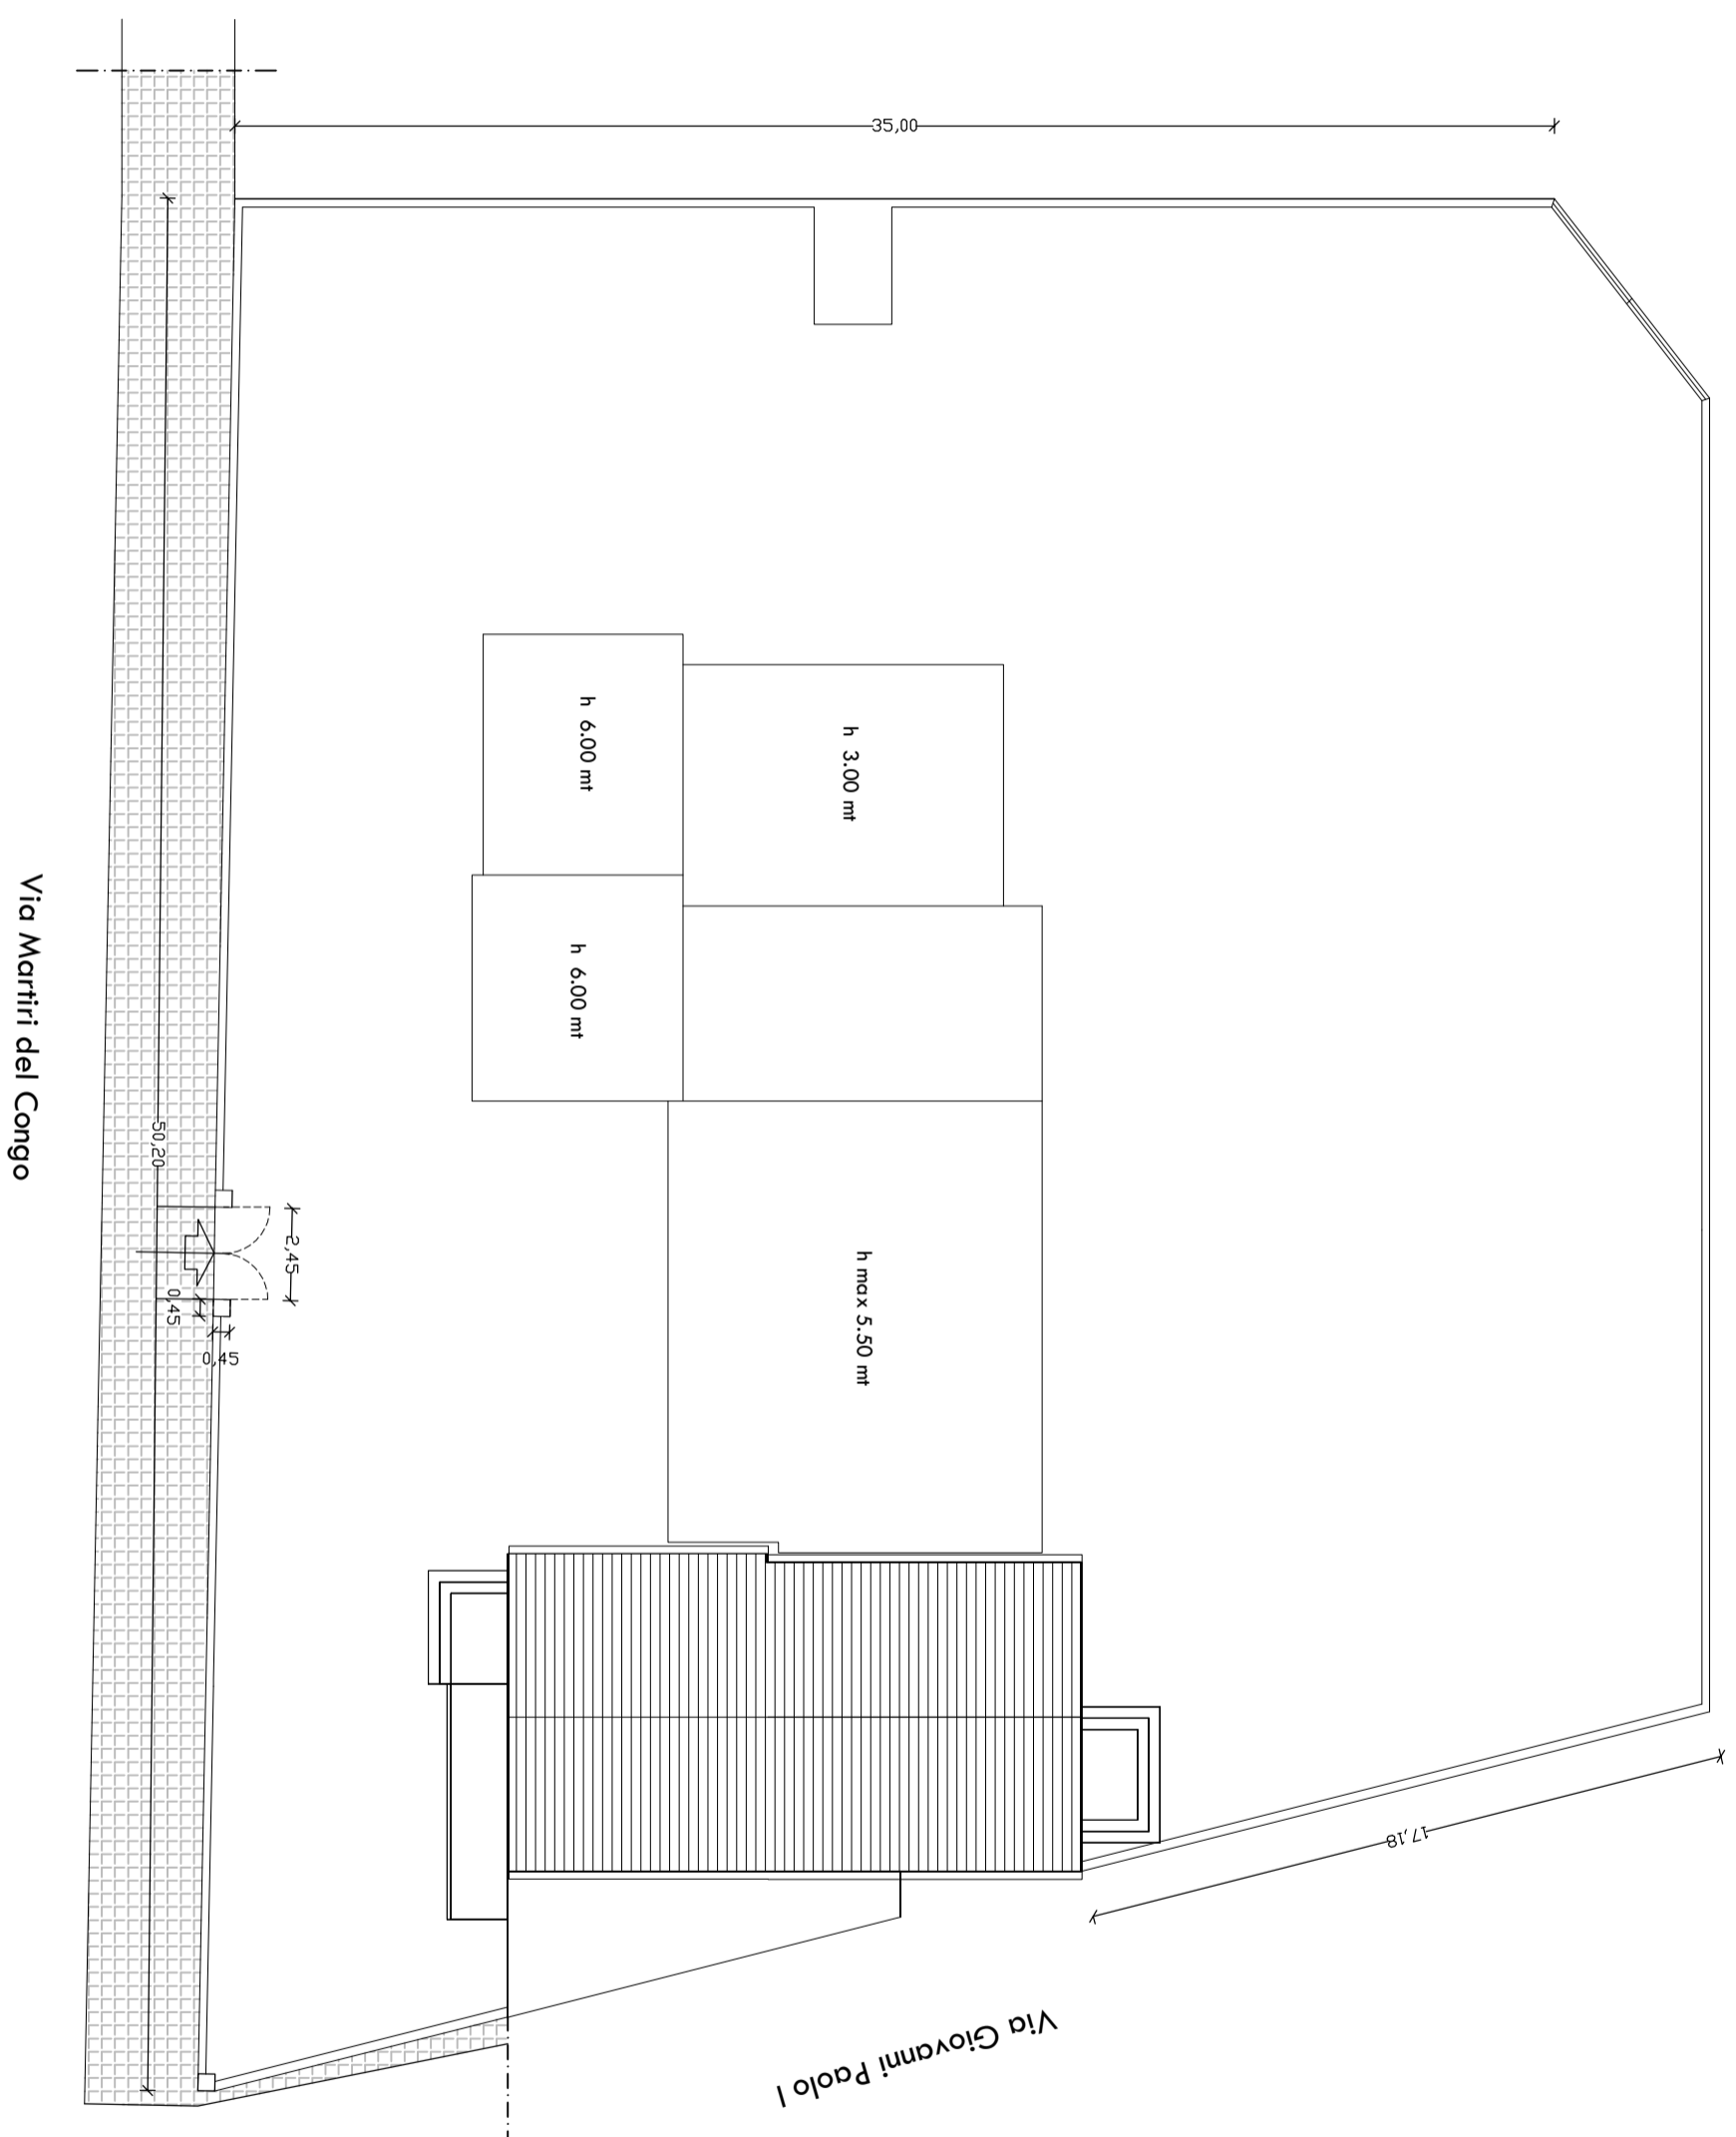 35,00
h 6.00 mt
h 3.00 mt
h 6.00 mt
Via Martiri del Congo
50,20
2,45
0,45
0,45
h max 5.50 mt
17,18
Via Giovanni Paolo I